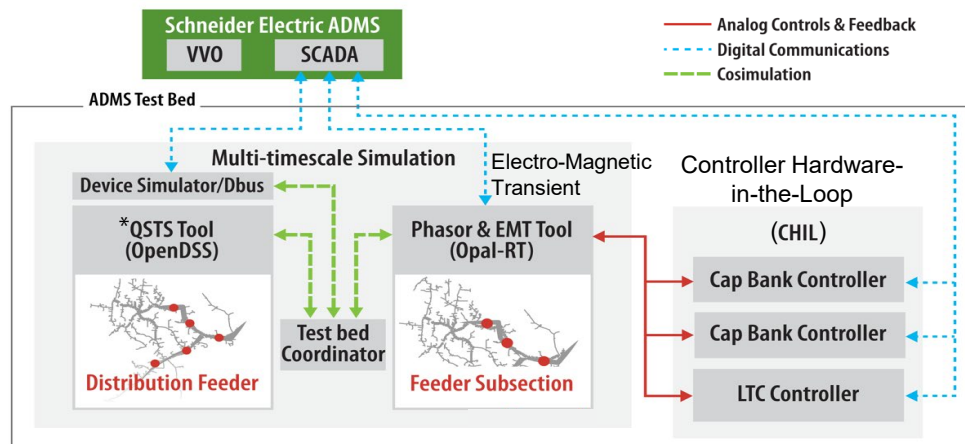 Schneider Electric ADMS
VVO
SCADA
Analog Controls & Feedback
Digital Communications
Cosimulation
ADMS Test Bed
Multi-timescale Simulation
Electro-Magnetic
Transient
Controller Hardware-
in-the-Loop
(CHIL)
Device Simulator/Dbus
*QSTS Tool
(OpenDSS)
Phasor & EMT Tool
(Opal-RT)
Cap Bank Controller
Cap Bank Controller
LTC Controller
Test bed
Coordinator
Distribution Feeder
Feeder Subsection